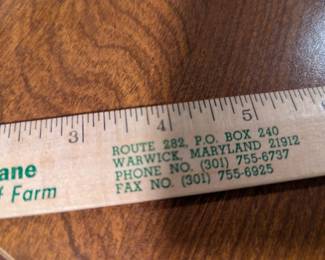 3 4 5
ane
f Farm
ROUTE 282, P.O. BOX 240
WARWICK, MARYLAND 21912
PHONE NO. (301) 755-6737
FAX NO. (301) 755-6925